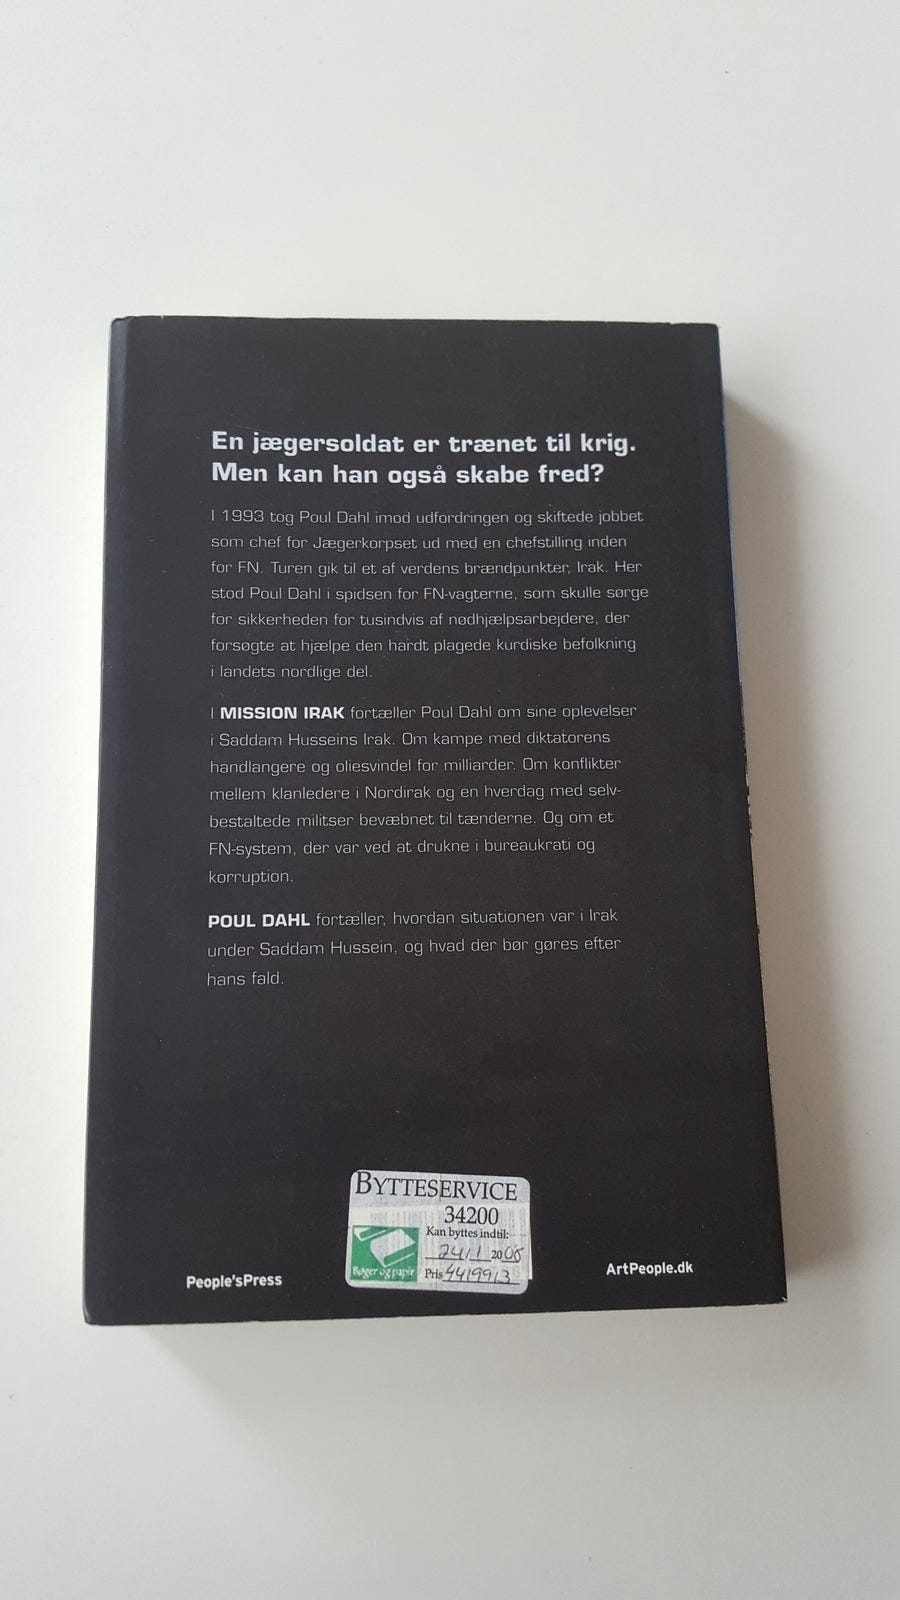 En jægersoldat er trænet til krig.
Men kan han også skabe fred?
I 1993 tog Poul Dahl imod udfordringen og skiftede jobbet
som chef for Jægerkorpset ud med en chefstilling inden
for FN. Turen gik til et af verdens brændpunkter, Irak. Her
stod Poul Dahl i spidsen for FN-vagterne, som skulle sørge
for sikkerheden for tusindvis af nødhjælpsarbejdere, der
forsøgte at hjælpe den hardt plagede kurdiske befolkning
i landets nordlige del.
I MISSION IRAK fortæller Poul Dahl om sine oplevelser
i Saddam Husseins Irak. Om kampe med diktatorens
handlangere og oliesvindel for milliarder. Om konflikter
mellem klanledere i Nordirak og en hverdag med selv-
bestaltede militser bevæbnet til tænderne. Og om et
FN-system, der var ved at drukne i bureaukrati og
korruption.
POUL DAHL fortæller, hvordan situationen var i Irak
under Saddam Hussein, og hvad der bør gøres efter
hans fald.
BYTTESERVICE
34200
Kan byttes indtil:
24/1 2008
Bøger og papir
Pris
People'sPress
ArtPeople.dk